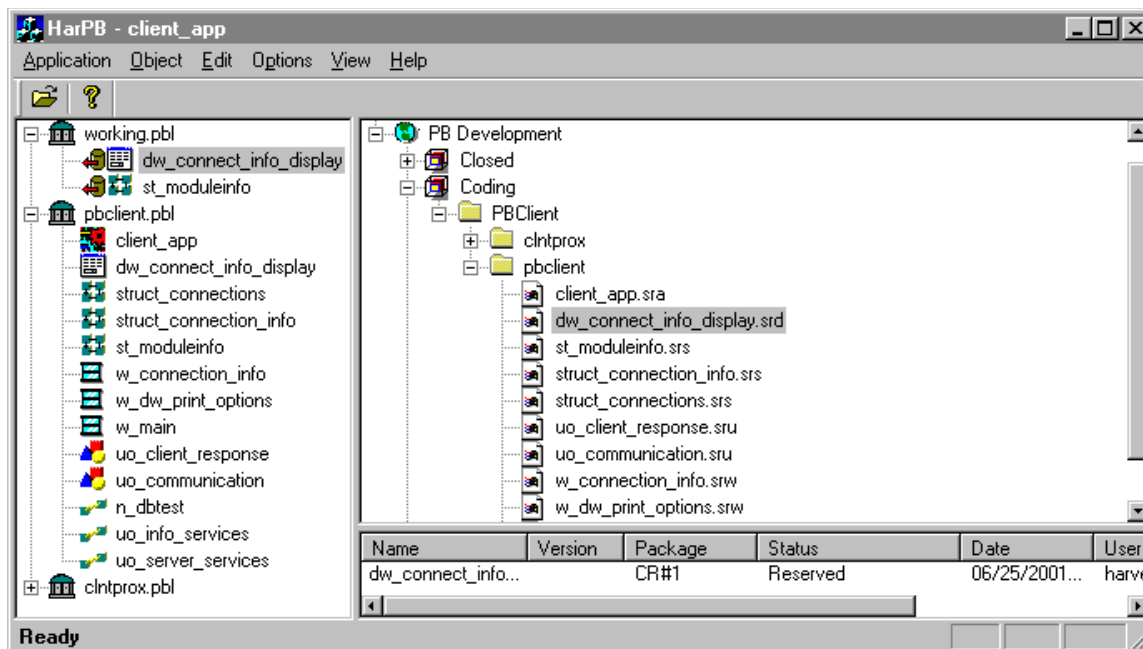 HarPB - client_app
Application Object Edit Options View Help
working.pbl
dw_connect_info_display
st_moduleinfo
pbclient.pbl
client_app
dw_connect_info_display
struct_connections
struct_connection_info
st_moduleinfo
w_connection_info
w_dw_print_options
w_main
uo_client_response
uo_communication
n_dbtest
uo_info_services
uo_server_services
clntprox.pbl
PB Development
Closed
Coding
PBClient
clntprox
pbclient
client_app.sra
dw_connect_info_display.srd
st_moduleinfo.srs
struct_connection_info.srs
struct_connections.srs
uo_client_response.sru
uo_communication.sru
w_connection_info.srw
w_dw_print_options.srw
Name Version Package Status Date User
dw_connect_info... CR#1 Reserved 06/25/2001... harve
Ready